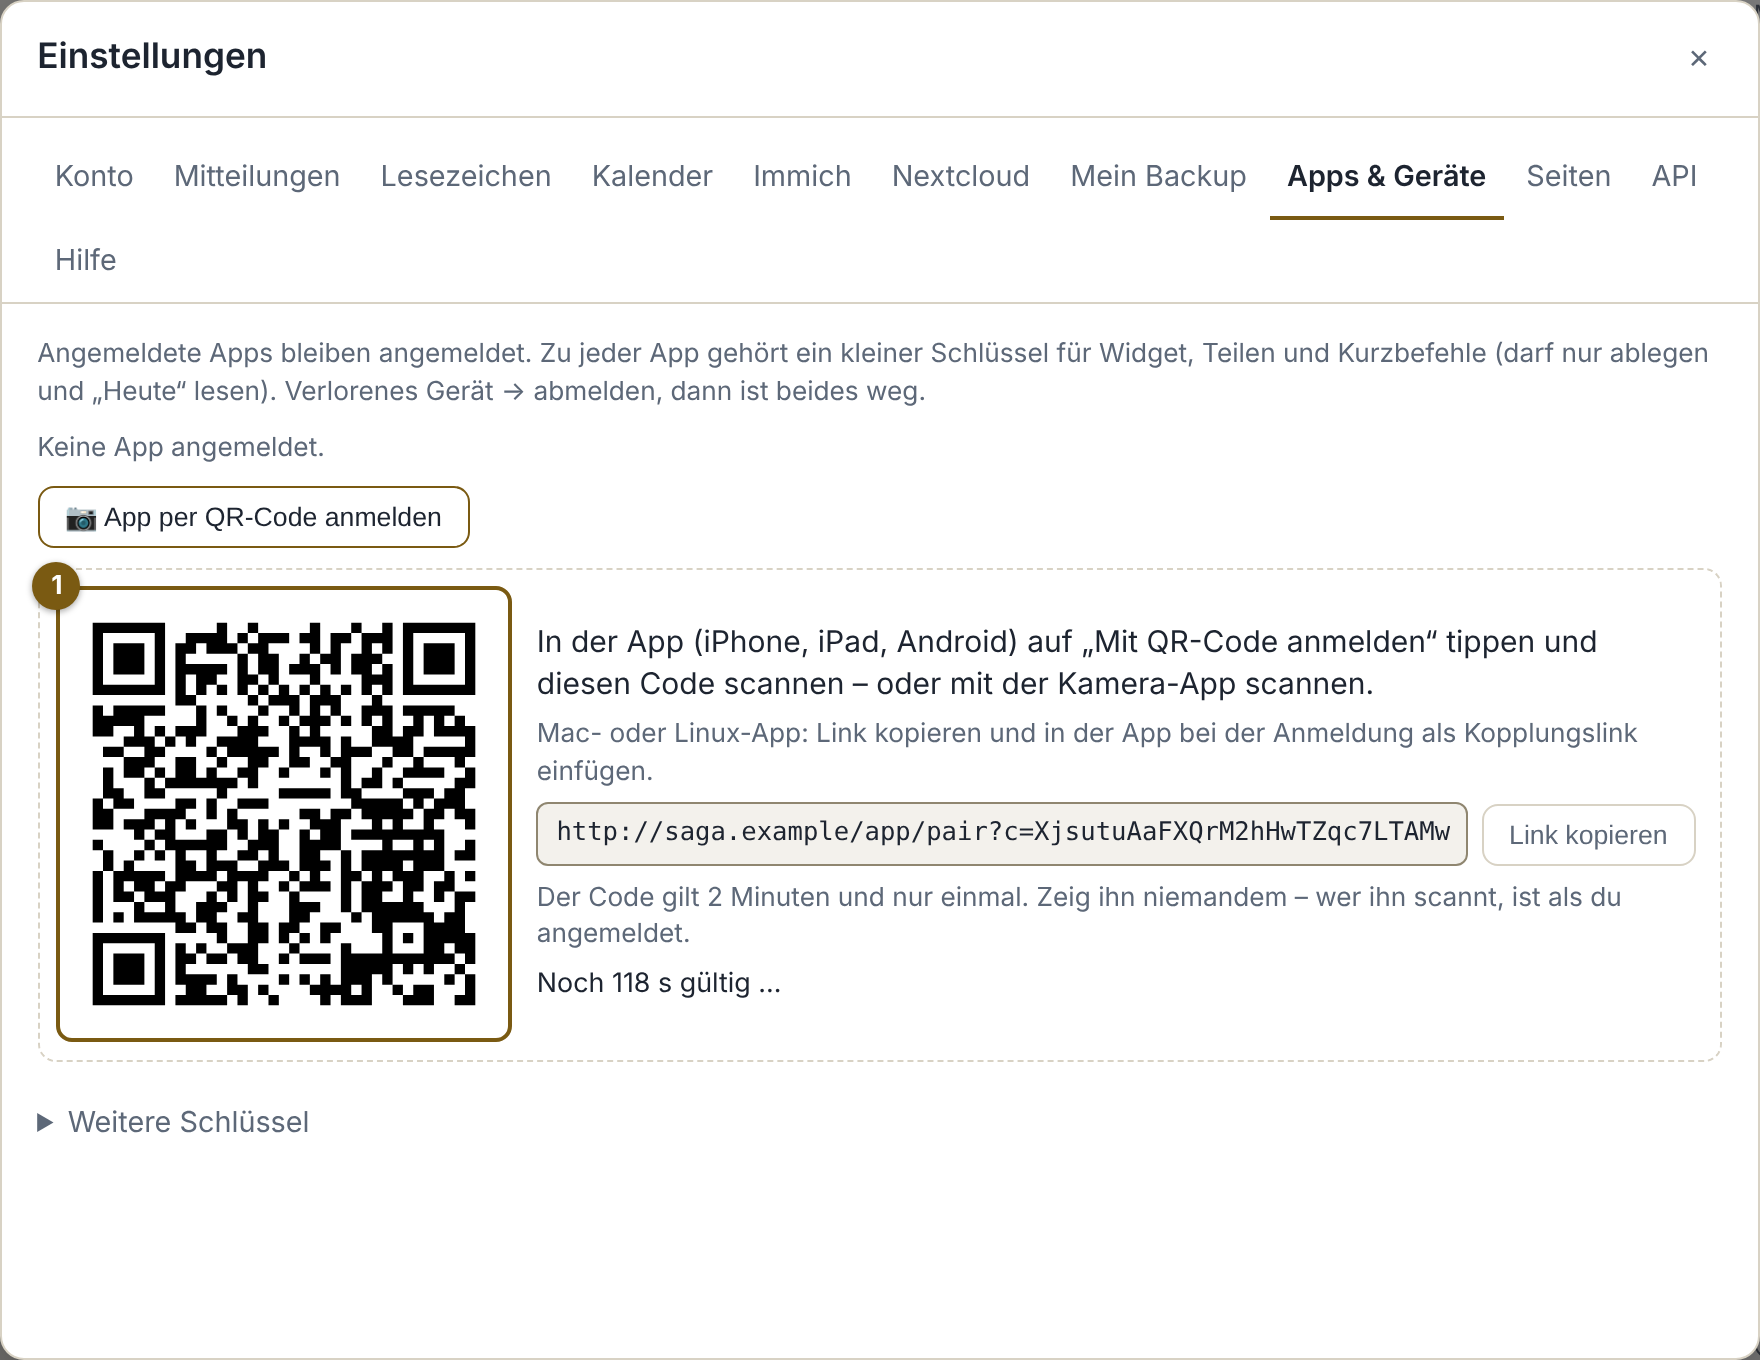 Einstellungen
×
Konto Mitteilungen Lesezeichen Kalender Immich Nextcloud Mein Backup Apps & Geräte Seiten API
Hilfe
Angemeldete Apps bleiben angemeldet. Zu jeder App gehört ein kleiner Schlüssel für Widget, Teilen und Kurzbefehle (darf nur ablegen
und „Heute“ lesen). Verlorenes Gerät → abmelden, dann ist beides weg.
Keine App angemeldet.
App per QR-Code anmelden
1
In der App (iPhone, iPad, Android) auf „Mit QR-Code anmelden“ tippen und
diesen Code scannen – oder mit der Kamera-App scannen.
Mac- oder Linux-App: Link kopieren und in der App bei der Anmeldung als Kopplungslink
einfügen.
http://saga.example/app/pair?c=XjsutuAaFXQrM2hHwTZqc7LTAMw Link kopieren
Der Code gilt 2 Minuten und nur einmal. Zeig ihn niemandem – wer ihn scannt, ist als du
angemeldet.
Noch 118 s gültig …
▶ Weitere Schlüssel